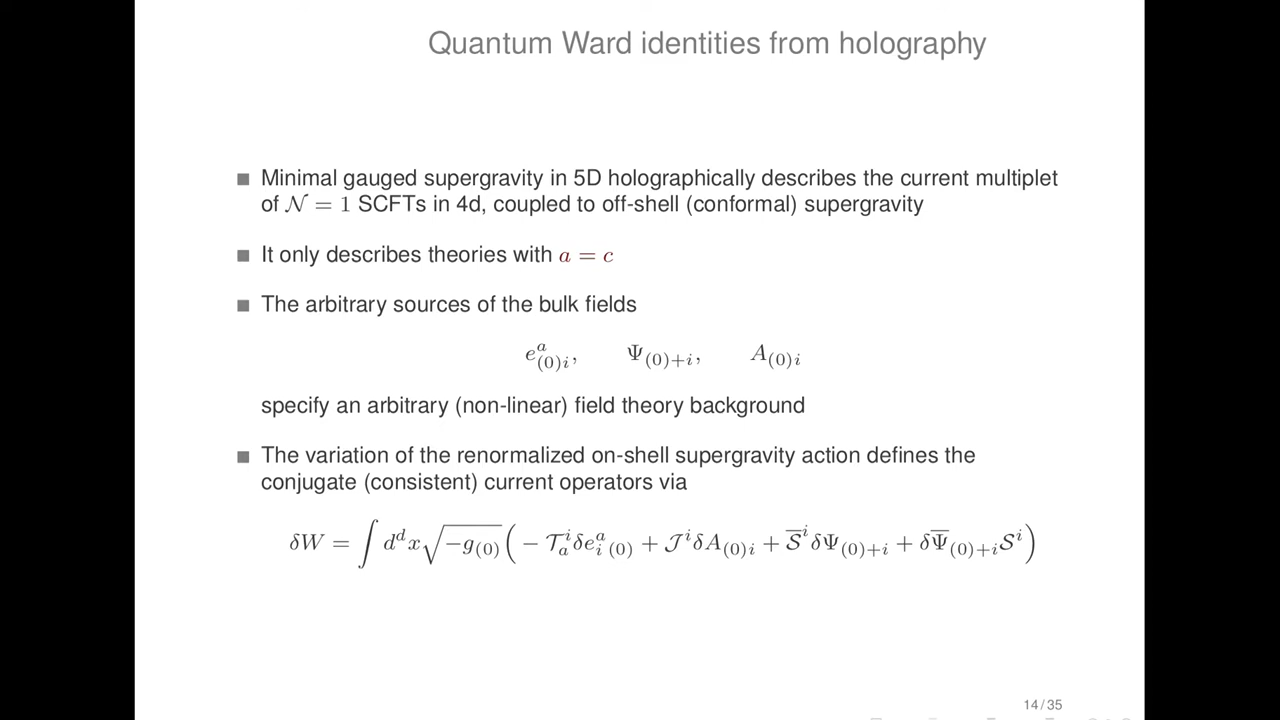 Quantum Ward identities from holography
■ Minimal gauged supergravity in 5D holographically describes the current multiplet
of 𝒩 = 1 SCFTs in 4d, coupled to off-shell (conformal) supergravity
■ It only describes theories with a = c
■ The arbitrary sources of the bulk fields
e^a_{(0)i}, Ψ_{(0)+i}, A_{(0)i}
specify an arbitrary (non-linear) field theory background
■ The variation of the renormalized on-shell supergravity action defines the
conjugate (consistent) current operators via
δW = ∫ d^d x √{-g_{(0)}} ( − 𝒯^i_a δe^a_{i (0)} + 𝒥^i δA_{(0)i} + \overline{𝒮}^i δΨ_{(0)+i} + δ\overline{Ψ}_{(0)+i} 𝒮^i )
14/35